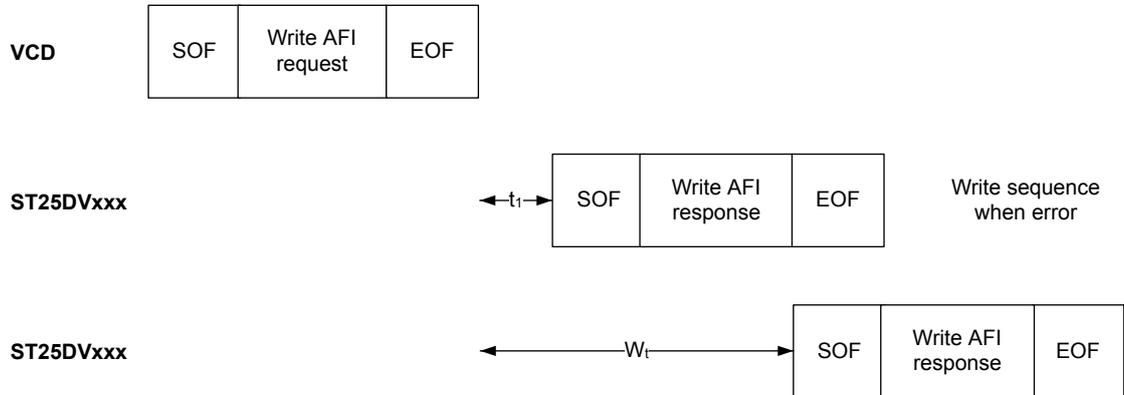 VCD
SOF
Write AFI
request
EOF
ST25DVxxx
t₁
SOF
Write AFI
response
EOF
Write sequence
when error
ST25DVxxx
Wₜ
SOF
Write AFI
response
EOF